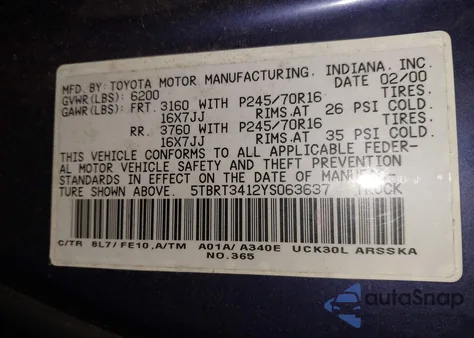 MFD. BY: TOYOTA MOTOR MANUFACTURING, INDIANA, INC.
GVWR(LBS): 6200 DATE 02/00
GAWR(LBS): FRT. 3160 WITH P245/70R16 TIRES.
16X7JJ RIMS.AT 26 PSI COLD.
RR. 3760 WITH P245/70R16 TIRES.
16X7JJ RIMS.AT 35 PSI COLD.
THIS VEHICLE CONFORMS TO ALL APPLICABLE FEDER-
AL MOTOR VEHICLE SAFETY AND THEFT PREVENTION
STANDARDS IN EFFECT ON THE DATE OF MANUFAC-
TURE SHOWN ABOVE. 5TBRT3412YS063637 TRUCK
C/TR 8L7/ FE10,A/TM A01A/ A340E UCK30L ARSSKA
NO.365
autoSnap